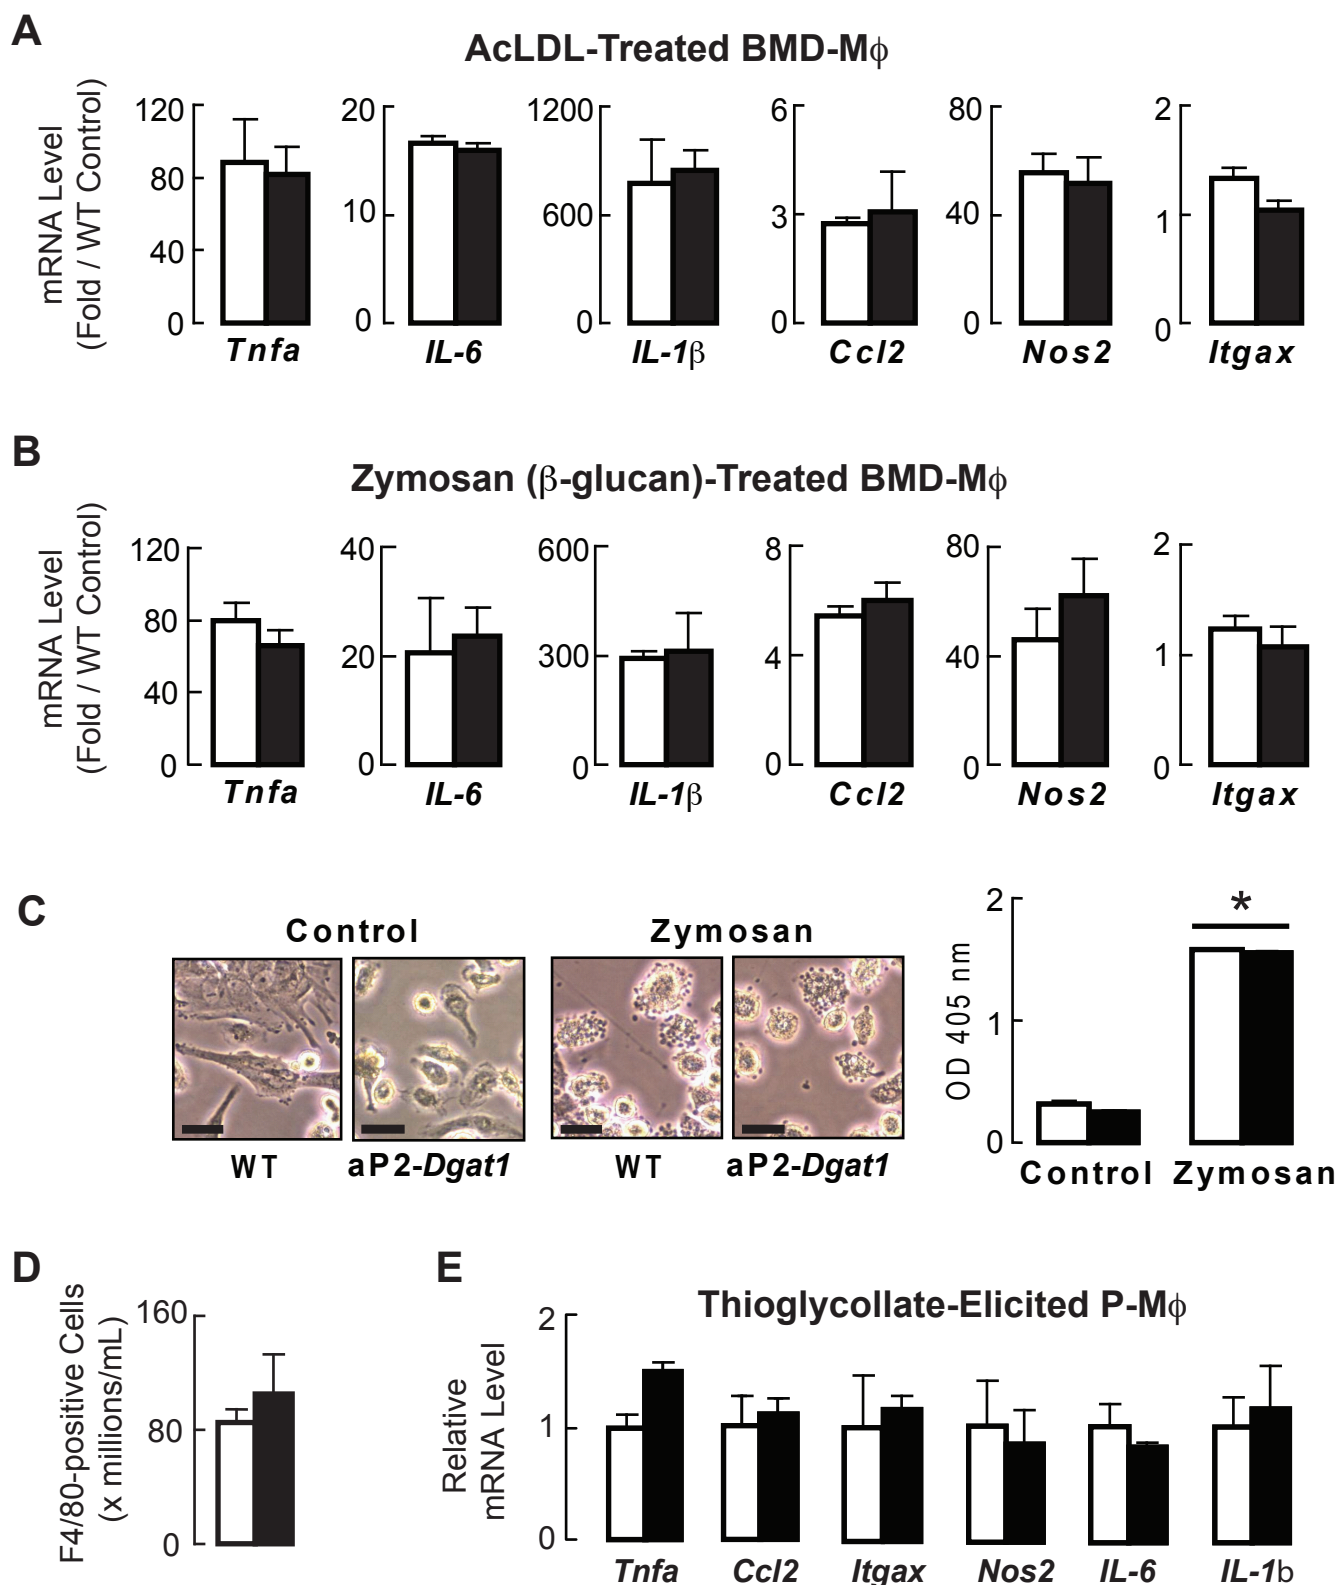 A
AcLDL-Treated BMD-Mϕ
mRNA Level
(Fold / WT Control)
120
80
40
0
Tnfa
20
10
0
IL-6
1200
600
0
IL-1β
6
3
0
Ccl2
80
40
0
Nos2
2
1
0
Itgax
B
Zymosan (β-glucan)-Treated BMD-Mϕ
mRNA Level
(Fold / WT Control)
120
80
40
0
Tnfa
40
20
0
IL-6
600
300
0
IL-1β
8
4
0
Ccl2
80
40
0
Nos2
2
1
0
Itgax
C
Control
Zymosan
WT
aP2-Dgat1
WT
aP2-Dgat1
OD 405 nm
2
1
0
*
Control
Zymosan
D
F4/80-positive Cells
(x millions/mL)
160
80
0
E
Thioglycollate-Elicited P-Mϕ
Relative
mRNA Level
2
1
0
Tnfa
Ccl2
Itgax
Nos2
IL-6
IL-1b